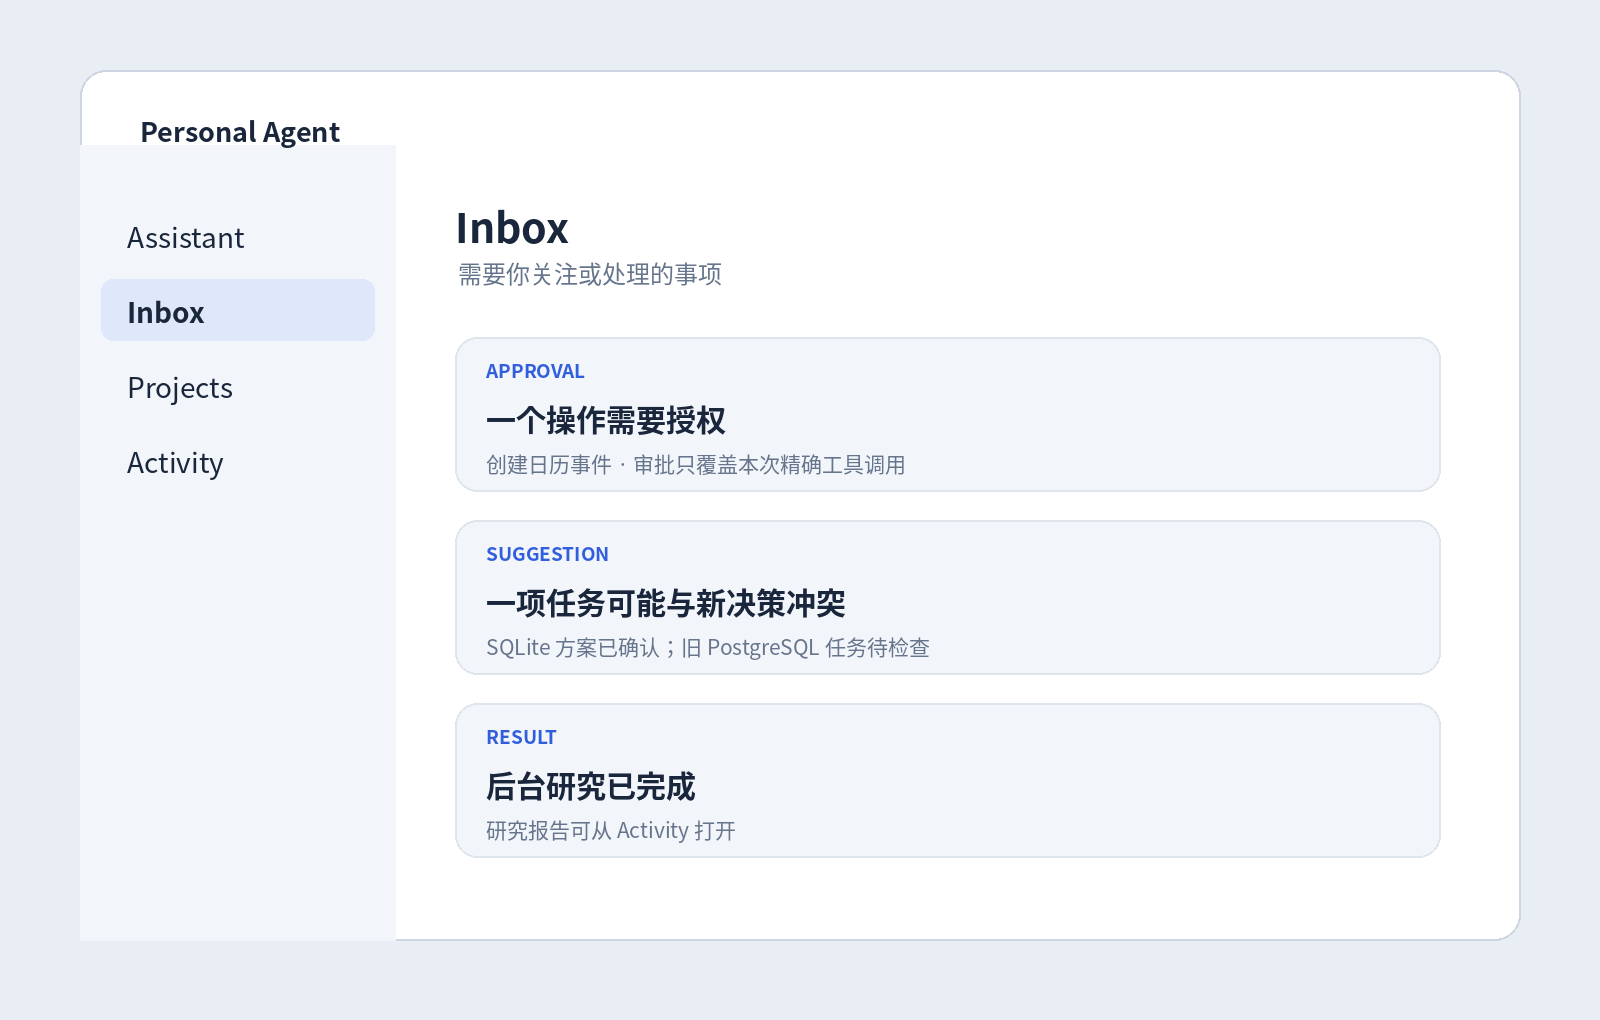 Personal Agent
Assistant
Inbox
Projects
Activity
Inbox
需要你关注或处理的事项
APPROVAL
一个操作需要授权
创建日历事件 · 审批只覆盖本次精确工具调用
SUGGESTION
一项任务可能与新决策冲突
SQLite 方案已确认；旧 PostgreSQL 任务待检查
RESULT
后台研究已完成
研究报告可从 Activity 打开